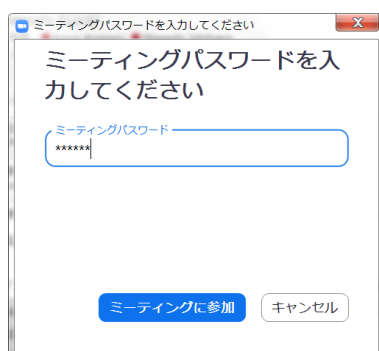 ミーティングパスワードを入力してください
ミーティングパスワードを入
力してください
ミーティングパスワード
******
ミーティングに参加
キャンセル